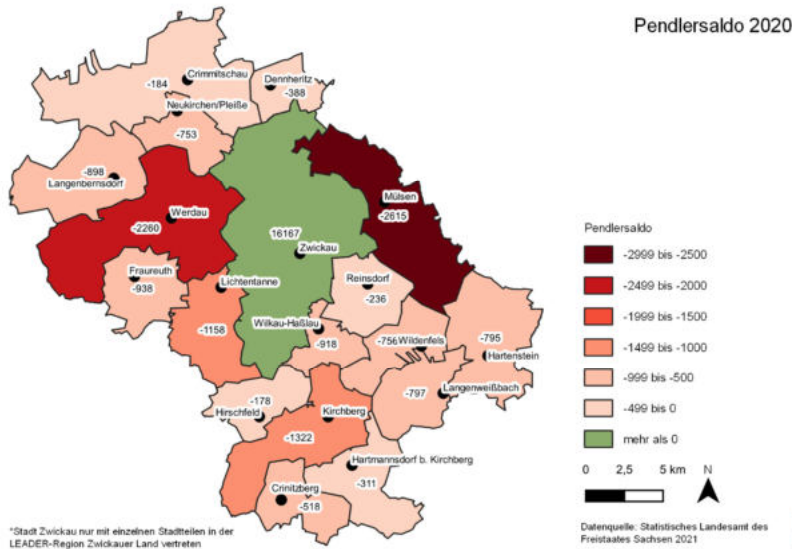 Pendlersaldo 2020
Crimmitschau
-184
Dennheritz
-388
Neukirchen/Pleiße
-753
-898
Langenbernsdorf
Mülsen
-2615
Werdau
-2260
16167
Zwickau
Fraureuth
-938
Lichtentanne
-1158
Reinsdorf
-236
Wilkau-Haßlau
-918
-756
Wildenfels
-795
Hartenstein
-797
Langenweißbach
-178
Hirschfeld
Kirchberg
-1322
Hartmannsdorf b. Kirchberg
-311
Crinitzberg
-518
Pendlersaldo
-2999 bis -2500
-2499 bis -2000
-1999 bis -1500
-1499 bis -1000
-999 bis -500
-499 bis 0
mehr als 0
0 2,5 5 km N
*Stadt Zwickau nur mit einzelnen Stadtteilen in der
LEADER-Region Zwickauer Land vertreten
Datenquelle: Statistisches Landesamt des
Freistaates Sachsen 2021